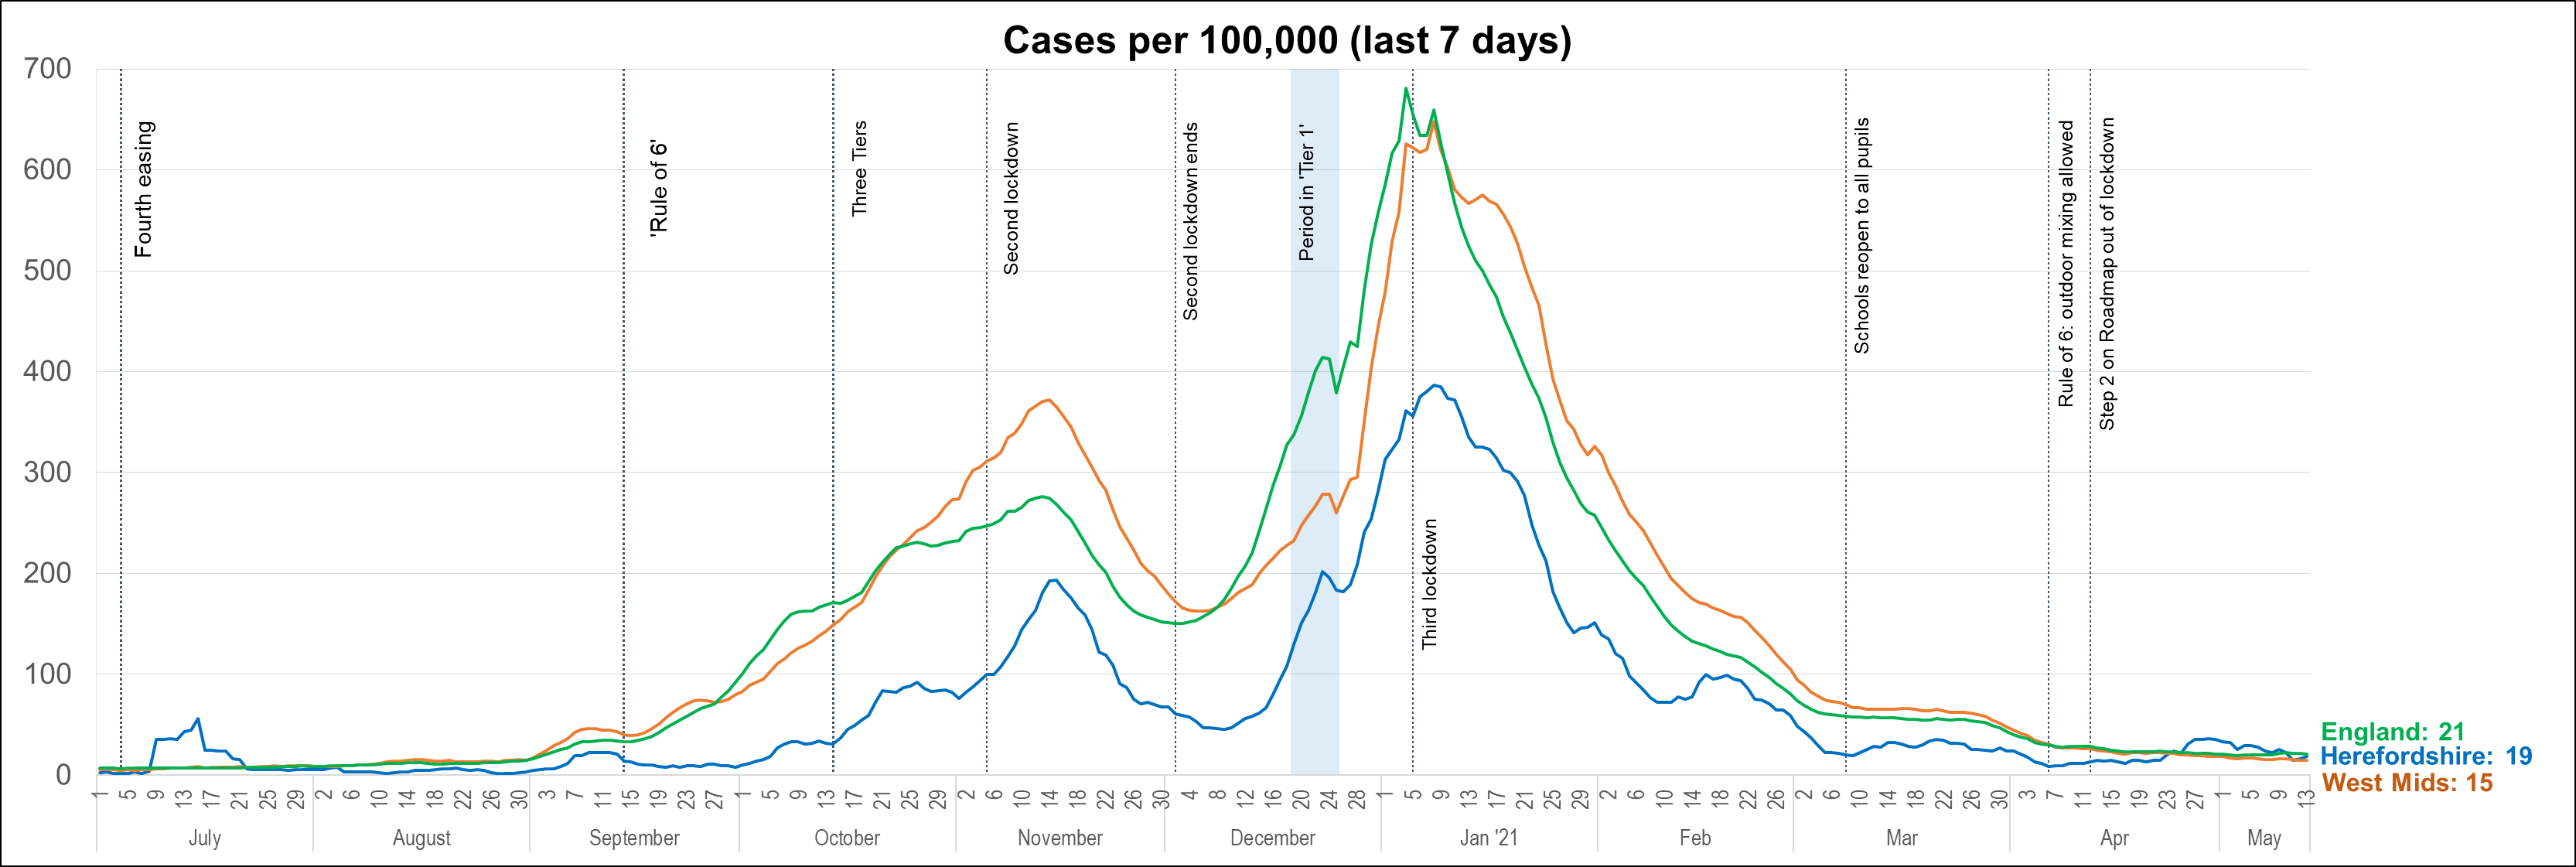 Cases per 100,000 (last 7 days)
700
600
500
400
300
200
100
0
Fourth easing
'Rule of 6'
Three Tiers
Second lockdown
Second lockdown ends
Period in 'Tier 1'
Third lockdown
Schools reopen to all pupils
Rule of 6: outdoor mixing allowed
Step 2 on Roadmap out of lockdown
England: 21
Herefordshire: 19
West Mids: 15
1 5 9 13 17 21 25 29 2 6 10 14 18 22 26 30 3 7 11 15 19 23 27 1 5 9 13 17 21 25 29 2 6 10 14 18 22 26 30 4 8 12 16 20 24 28 1 5 9 13 17 21 25 29 2 6 10 14 18 22 26 2 6 10 14 18 22 26 30 3 7 11 15 19 23 27 1 5 9 13
July August September October November December Jan '21 Feb Mar Apr May